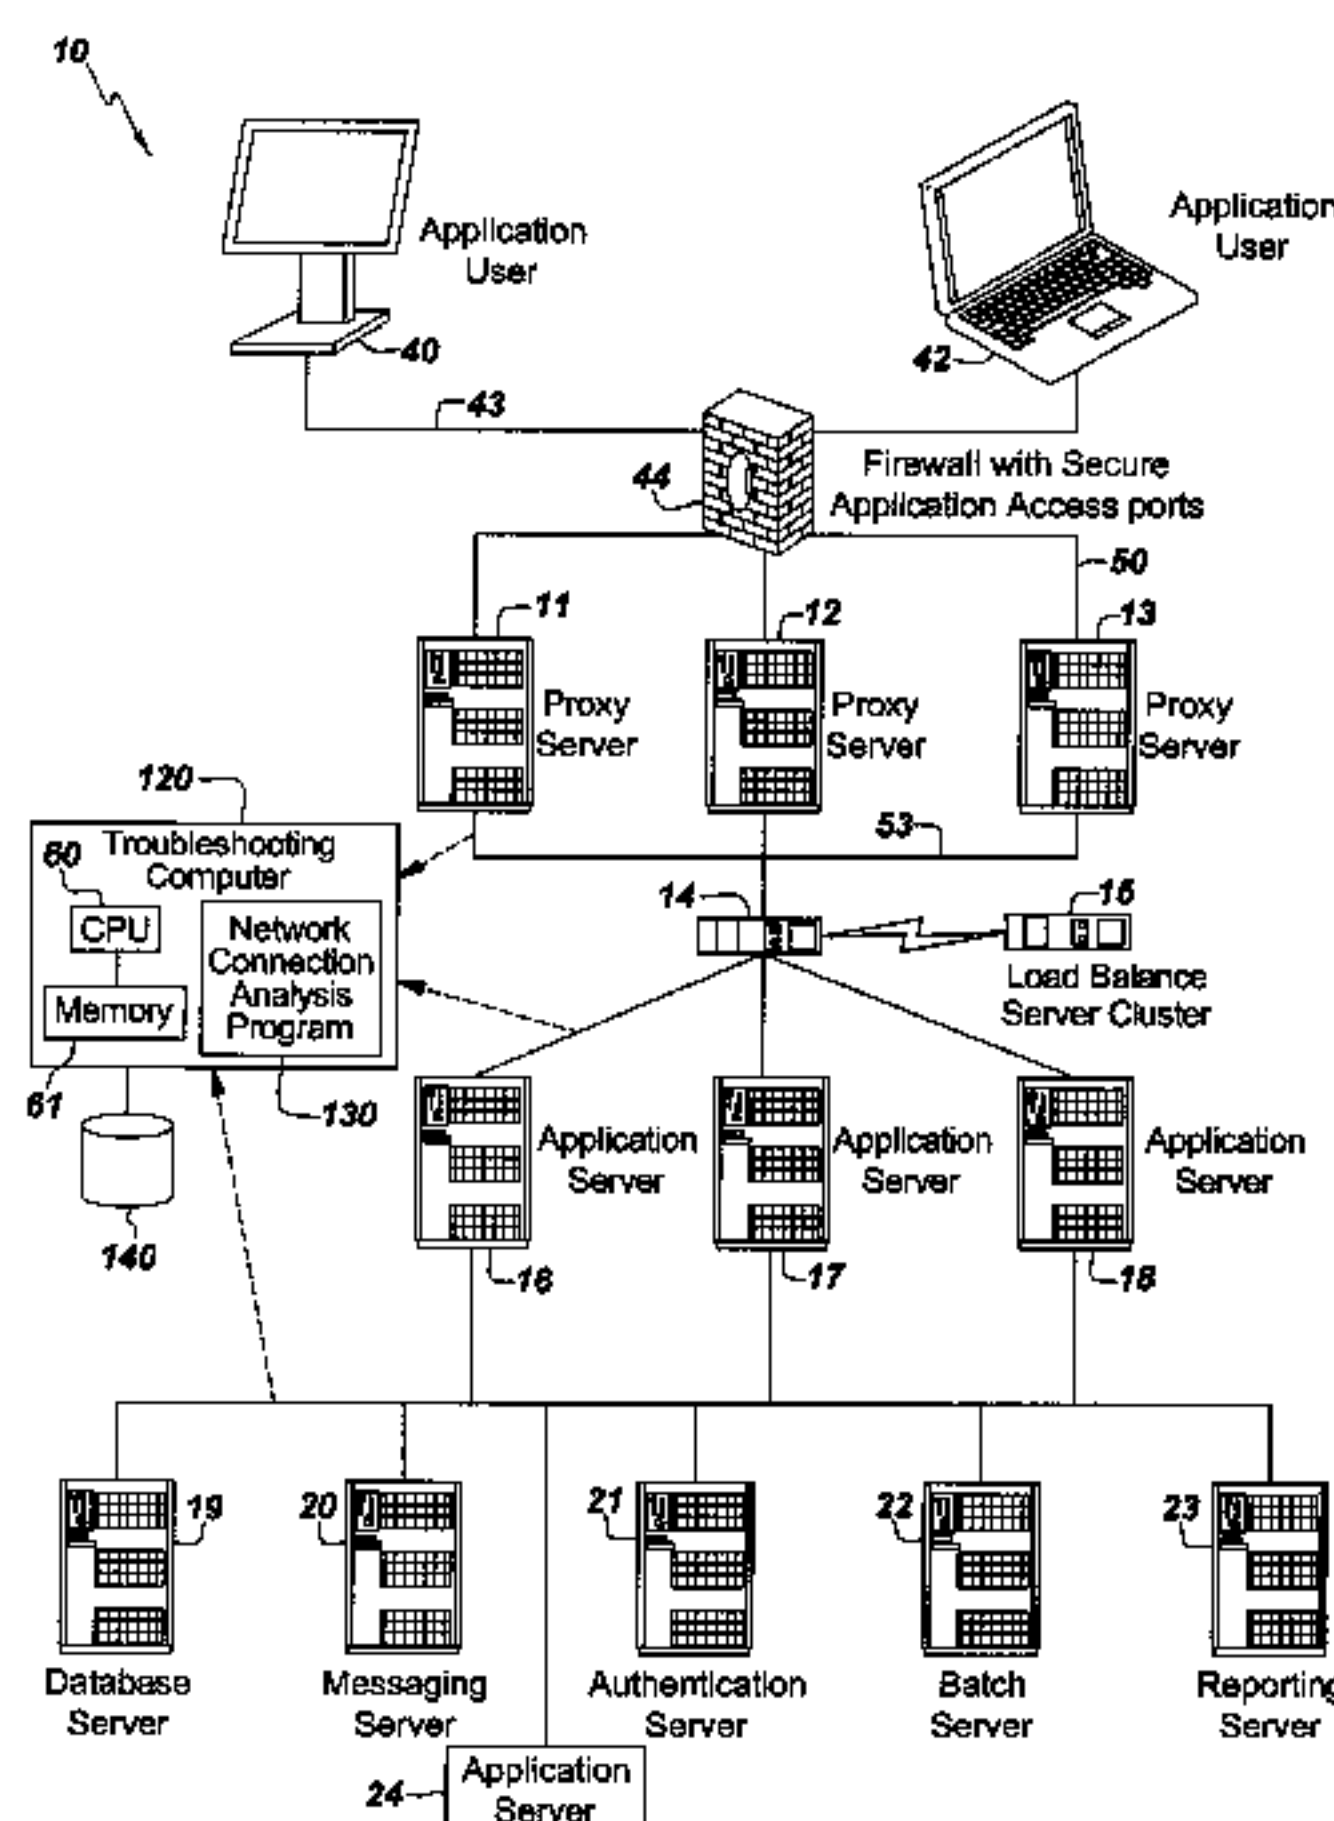 10
Application
User
Application
User
40
42
43
44
Firewall with Secure
Application Access ports
50
11
12
13
Proxy
Server
Proxy
Server
Proxy
Server
120
53
Troubleshooting
Computer
60
CPU
Memory
61
Network
Connection
Analysis
Program
130
140
14
15
Load Balance
Server Cluster
Application
Server
Application
Server
Application
Server
16
17
18
19
20
21
22
23
Database
Server
Messaging
Server
Authentication
Server
Batch
Server
Reporting
Server
24
Application
Server